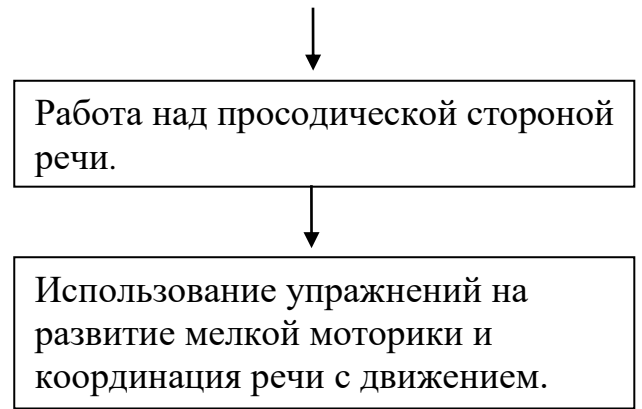 Работа над просодической стороной
речи.
Использование упражнений на
развитие мелкой моторики и
координация речи с движением.